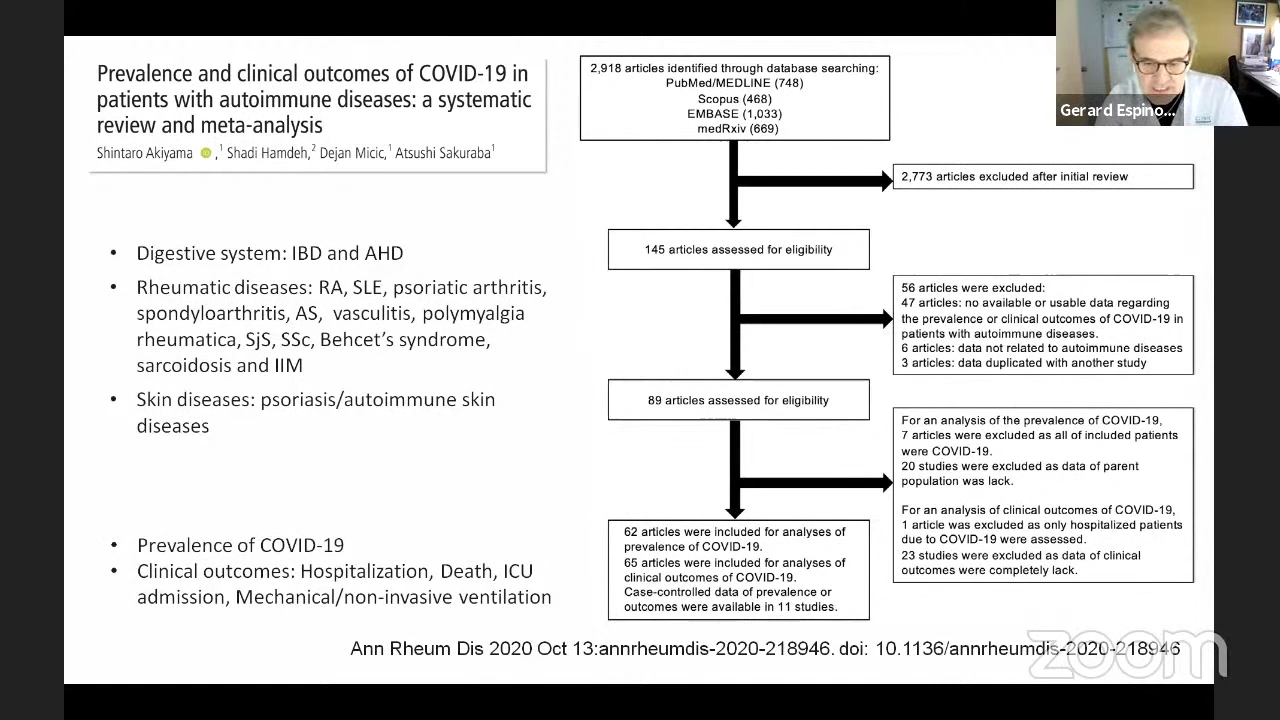 Prevalence and clinical outcomes of COVID-19 in
patients with autoimmune diseases: a systematic
review and meta-analysis
Shintaro Akiyama ,1 Shadi Hamdeh,2 Dejan Micic,1 Atsushi Sakuraba1
• Digestive system: IBD and AHD
• Rheumatic diseases: RA, SLE, psoriatic arthritis,
spondyloarthritis, AS, vasculitis, polymyalgia
rheumatica, SjS, SSc, Behcet's syndrome,
sarcoidosis and IIM
• Skin diseases: psoriasis/autoimmune skin
diseases
• Prevalence of COVID-19
• Clinical outcomes: Hospitalization, Death, ICU
admission, Mechanical/non-invasive ventilation
2,918 articles identified through database searching:
PubMed/MEDLINE (748)
Scopus (468)
EMBASE (1,033)
medRxiv (669)
2,773 articles excluded after initial review
145 articles assessed for eligibility
56 articles were excluded:
47 articles: no available or usable data regarding
the prevalence or clinical outcomes of COVID-19 in
patients with autoimmune diseases.
6 articles: data not related to autoimmune diseases
3 articles: data duplicated with another study
89 articles assessed for eligibility
For an analysis of the prevalence of COVID-19,
7 articles were excluded as all of included patients
were COVID-19.
20 studies were excluded as data of parent
population was lack.
For an analysis of clinical outcomes of COVID-19,
1 article was excluded as only hospitalized patients
due to COVID-19 were assessed.
23 studies were excluded as data of clinical
outcomes were completely lack.
62 articles were included for analyses of
prevalence of COVID-19.
65 articles were included for analyses of
clinical outcomes of COVID-19.
Case-controlled data of prevalence or
outcomes were available in 11 studies.
Ann Rheum Dis 2020 Oct 13:annrheumdis-2020-218946. doi: 10.1136/annrheumdis-2020-218946
Gerard Espino...
zoom